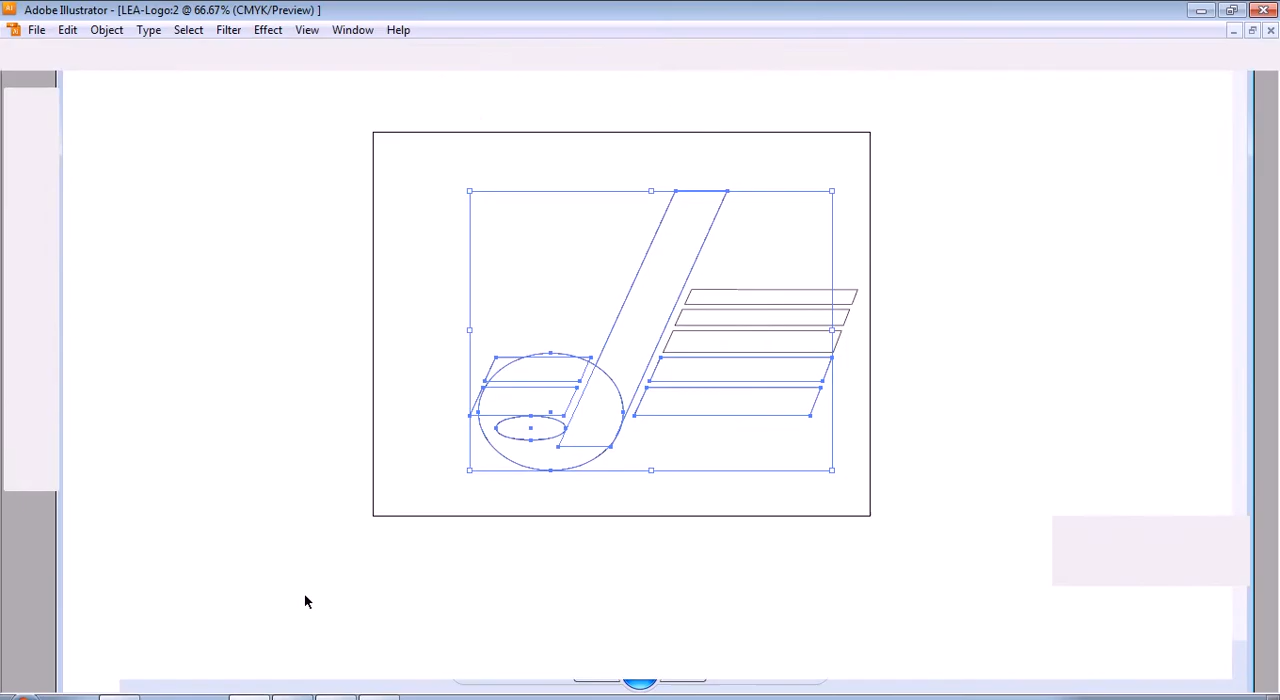 Adobe Illustrator - [LEA-Logo:2 @ 66.67% (CMYK/Preview) ]
File Edit Object Type Select Filter Effect View Window Help